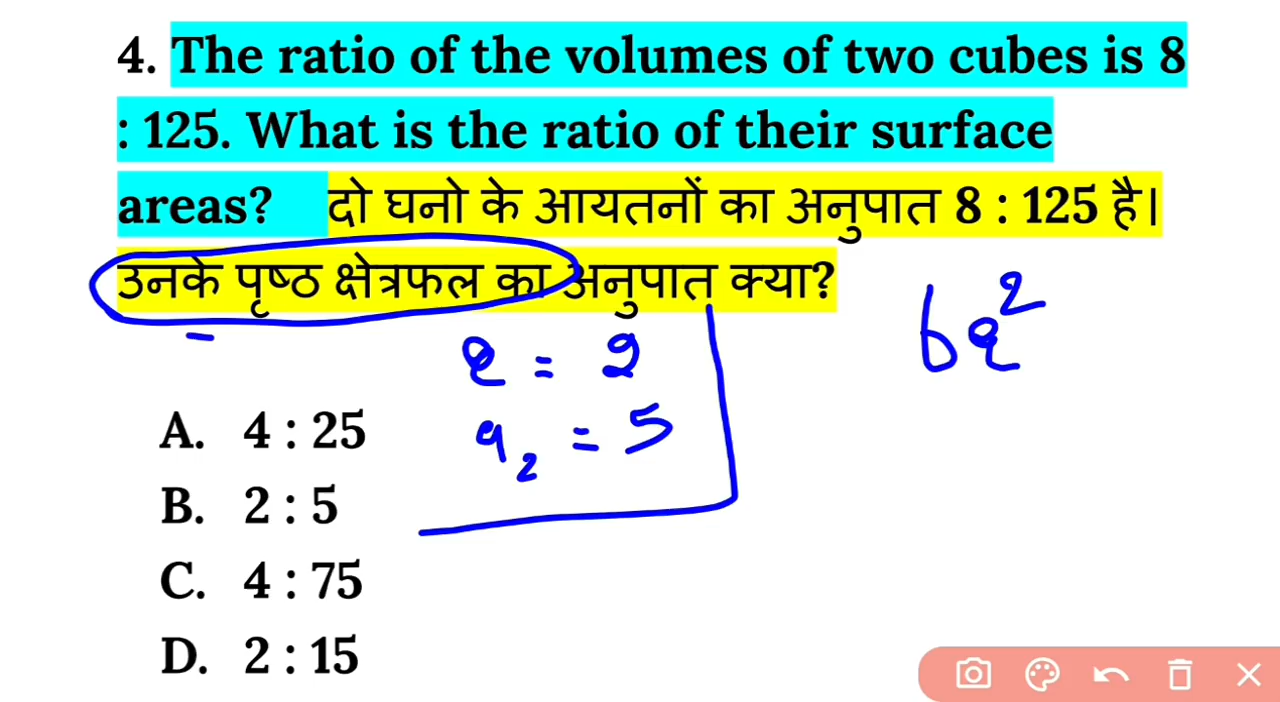 4. The ratio of the volumes of two cubes is 8
: 125. What is the ratio of their surface
areas? दो घनो के आयतनों का अनुपात 8 : 125 है।
उनके पृष्ठ क्षेत्रफल का अनुपात क्या?
6a²
a = 2
a₂ = 5
A. 4 : 25
B. 2 : 5
C. 4 : 75
D. 2 : 15